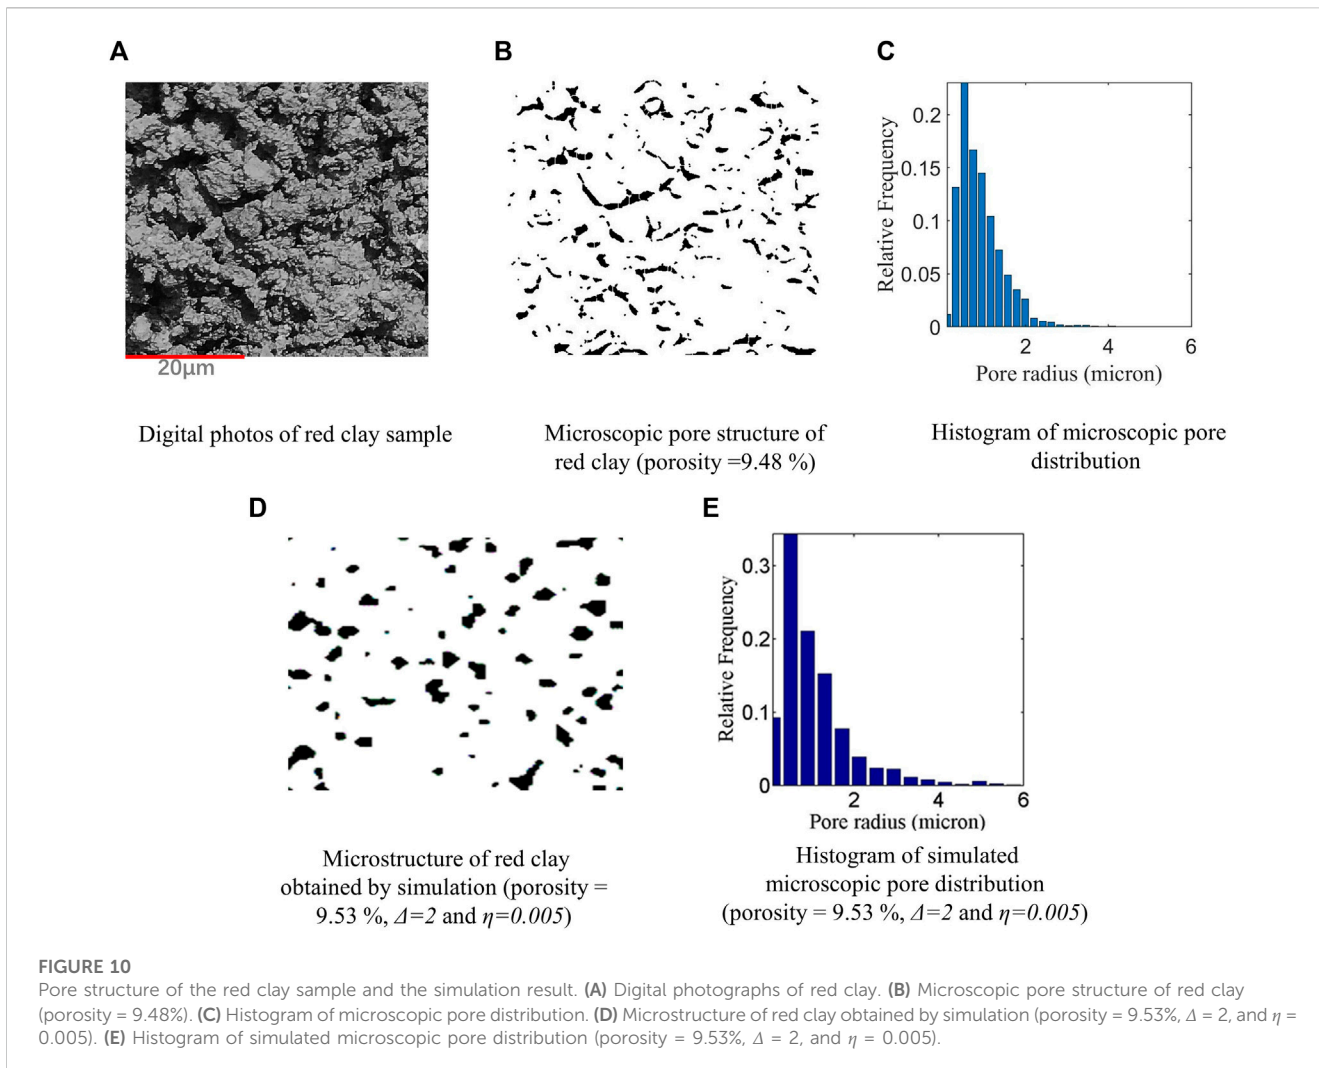 A
B
C
20µm
Relative Frequency
0.2
0.15
0.1
0.05
0
2
4
6
Pore radius (micron)
Digital photos of red clay sample
Microscopic pore structure of
red clay (porosity =9.48 %)
Histogram of microscopic pore
distribution
D
E
Relative Frequency
0.3
0.2
0.1
0
2
4
6
Pore radius (micron)
Microstructure of red clay
obtained by simulation (porosity =
9.53 %, Δ=2 and η=0.005)
Histogram of simulated
microscopic pore distribution
(porosity = 9.53 %, Δ=2 and η=0.005)
FIGURE 10
Pore structure of the red clay sample and the simulation result. (A) Digital photographs of red clay. (B) Microscopic pore structure of red clay
(porosity = 9.48%). (C) Histogram of microscopic pore distribution. (D) Microstructure of red clay obtained by simulation (porosity = 9.53%, Δ = 2, and η =
0.005). (E) Histogram of simulated microscopic pore distribution (porosity = 9.53%, Δ = 2, and η = 0.005).